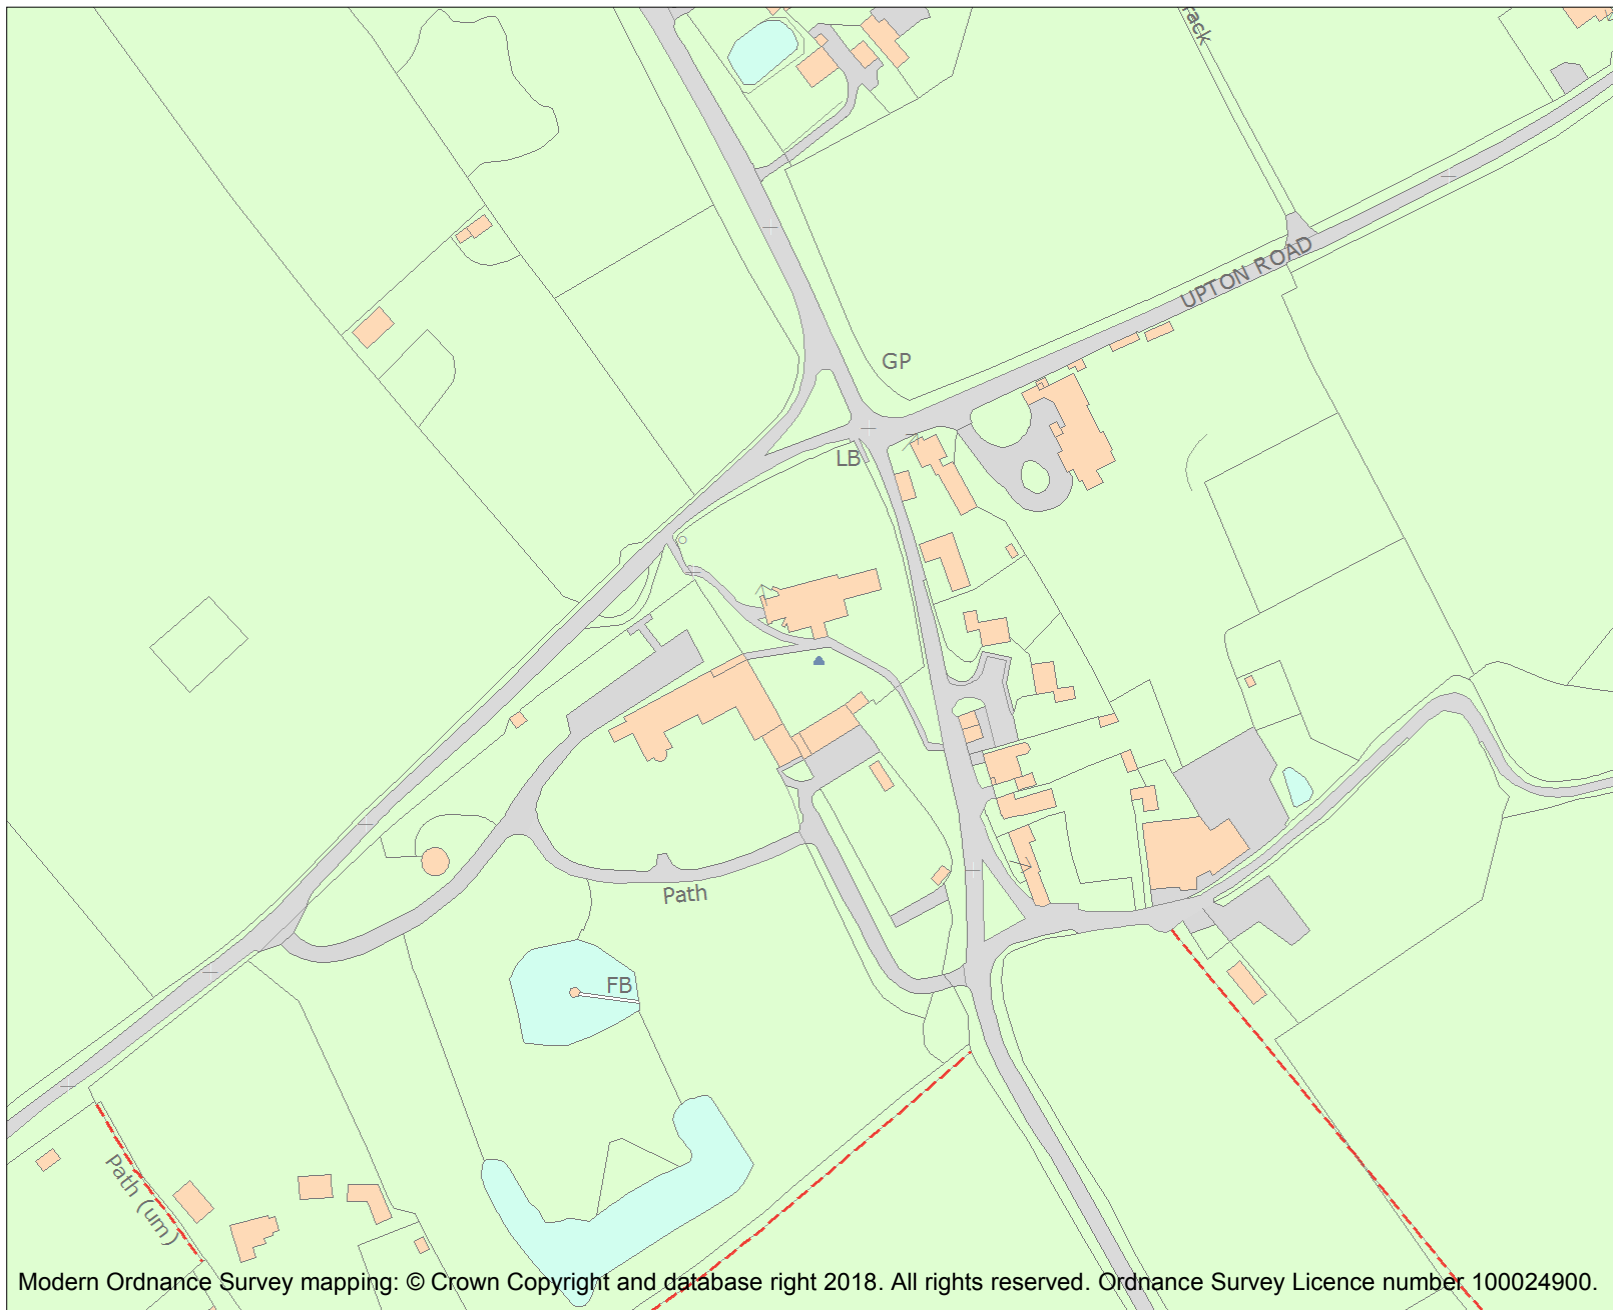 rack
UPTON ROAD
GP
LB
Path
FB
Path (um)
Modern Ordnance Survey mapping: © Crown Copyright and database right 2018. All rights reserved. Ordnance Survey Licence number 100024900.